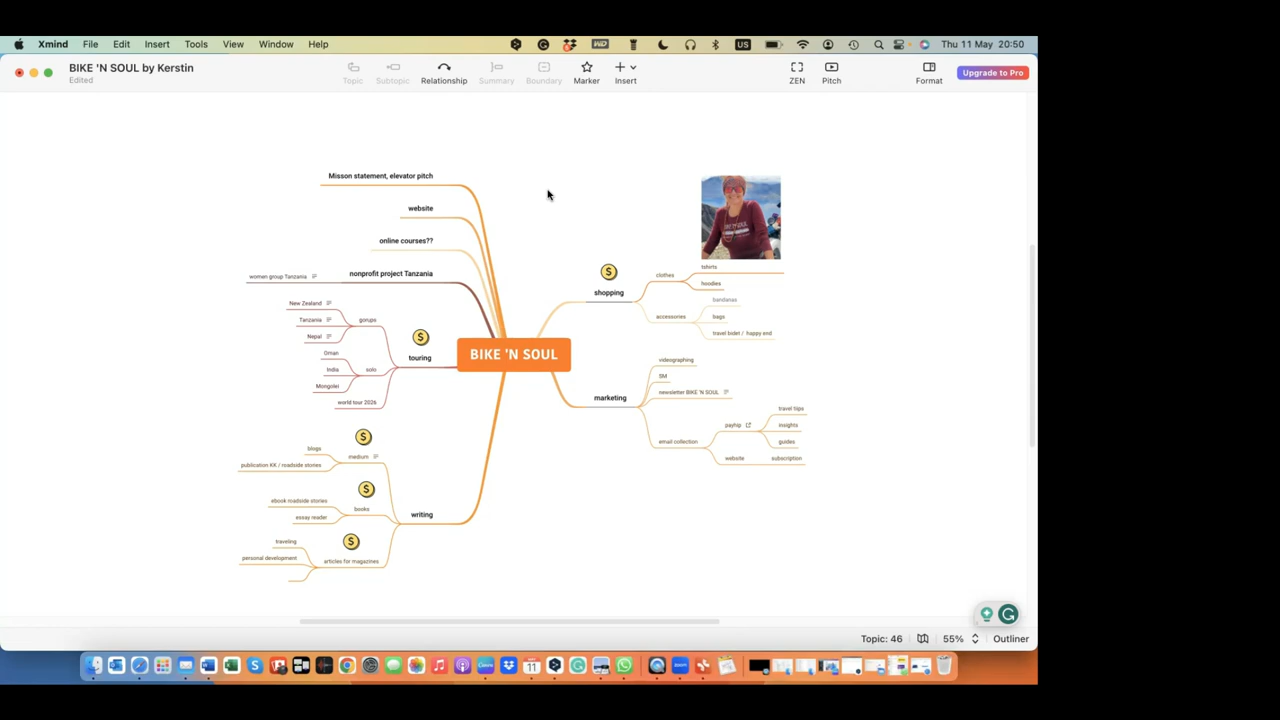 Xmind File Edit Insert Tools View Window Help US Thu 11 May 20:50
BIKE 'N SOUL by Kerstin
Edited
Topic Subtopic Relationship Summary Boundary Marker Insert ZEN Pitch Format Upgrade to Pro
Misson statement, elevator pitch
website
online courses??
women group Tanzania nonprofit project Tanzania
New Zealand
Tanzania gorups
Nepal
Oman
India solo
Mongolei
world tour 2026
$
touring
BIKE 'N SOUL
$
medium
blogs
publication KK / roadside stories
$
books
ebook roadside stories
essay reader
writing
$
articles for magazines
traveling
personal development
$
shopping
clothes
tshirts
hoodies
accessories
bandanas
bags
travel bidet / happy end
marketing
videographing
SM
newsletter BIKE 'N SOUL
email collection
payhip
travel tips
insights
guides
website subscription
Topic: 46 55% Outliner